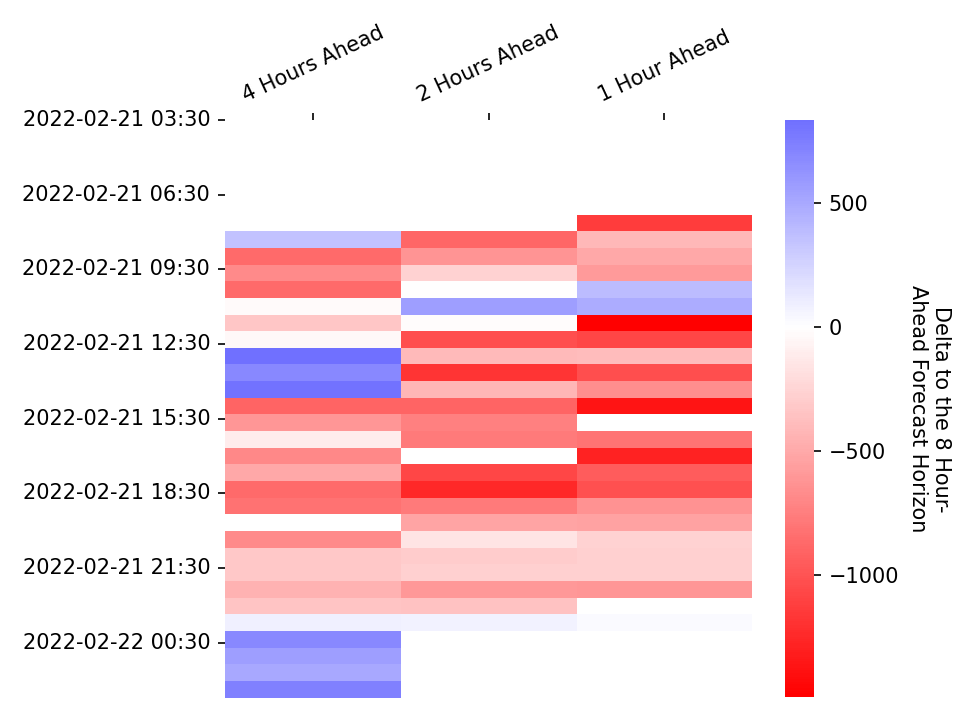 4 Hours Ahead
2 Hours Ahead
1 Hour Ahead
2022-02-21 03:30
2022-02-21 06:30
2022-02-21 09:30
2022-02-21 12:30
2022-02-21 15:30
2022-02-21 18:30
2022-02-21 21:30
2022-02-22 00:30
500
0
−500
−1000
Delta to the 8 Hour-
Ahead Forecast Horizon